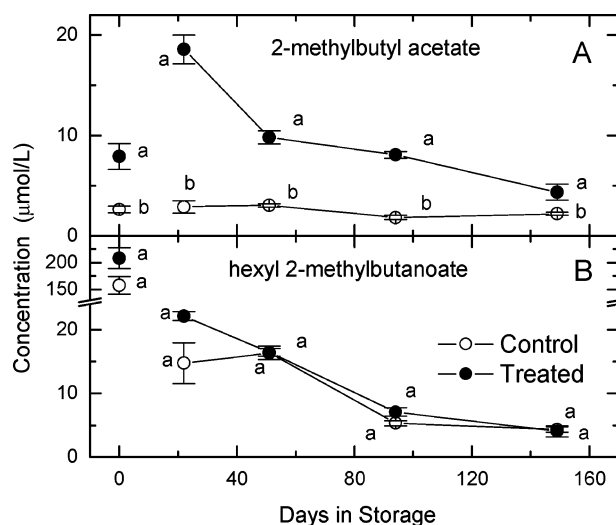 20
2-methylbutyl acetate
A
a
a
a
10
a
a
b
b
b
b
b
0
Concentration (μmol/L)
200
a
hexyl 2-methylbutanoate
B
150
a
a
20
a
Control
a
a
Treated
10
a
a
a
a
0
0
40
80
120
160
Days in Storage